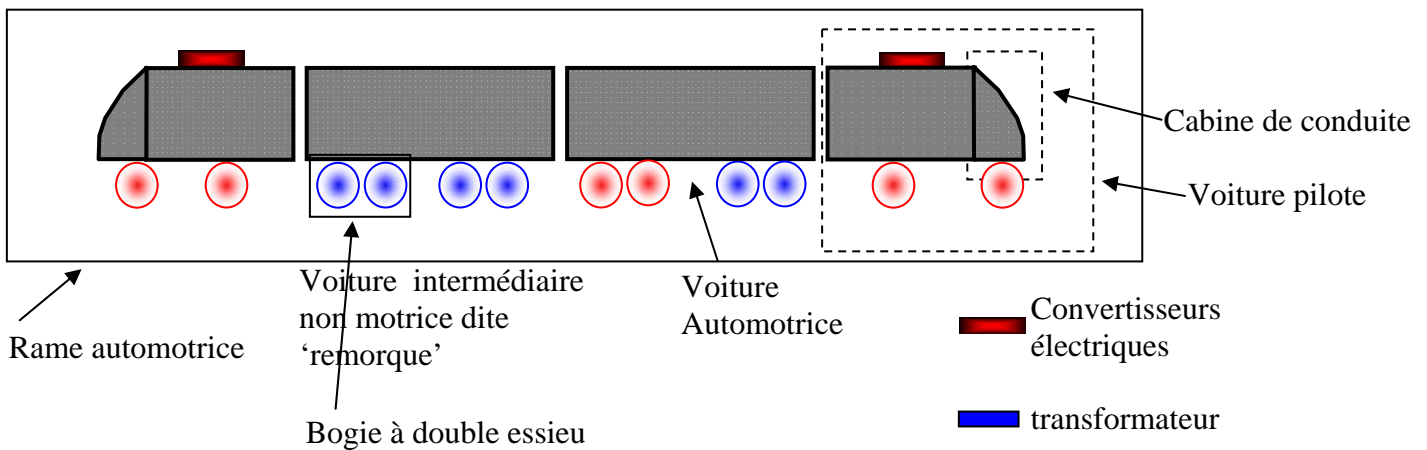 Cabine de conduite
Voiture pilote
Voiture intermédiaire
non motrice dite
‘remorque’
Voiture
Automotrice
Convertisseurs
électriques
Rame automotrice
transformateur
Bogie à double essieu